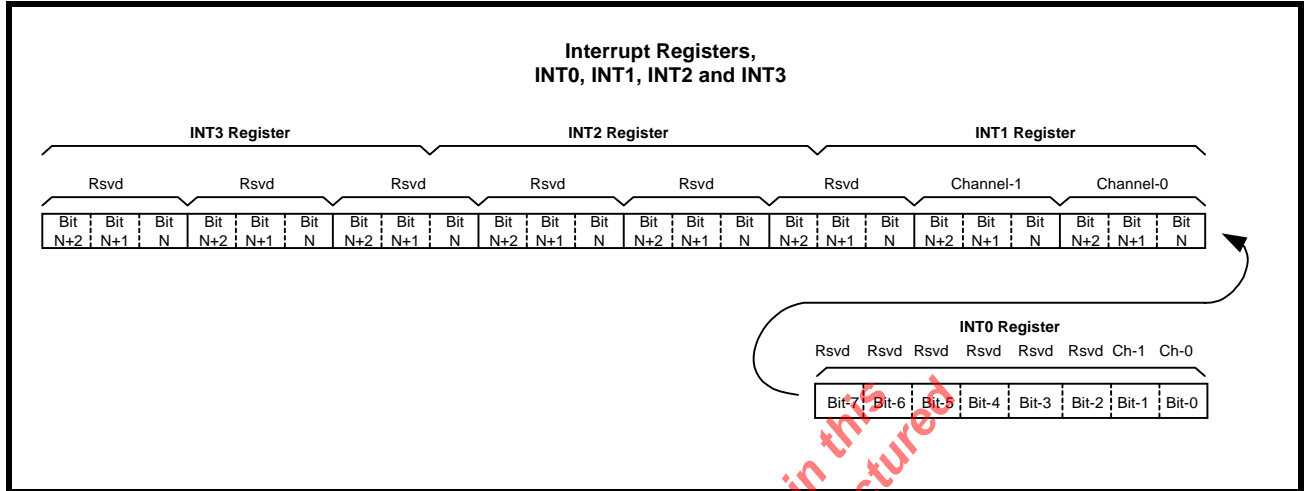 Interrupt Registers,
INT0, INT1, INT2 and INT3
INT3 Register INT2 Register INT1 Register
Rsvd Rsvd Rsvd Rsvd Rsvd Rsvd Channel-1 Channel-0
Bit Bit Bit Bit Bit Bit Bit Bit Bit Bit Bit Bit Bit Bit Bit Bit Bit Bit Bit Bit Bit Bit Bit Bit
N+2 N+1 N N+2 N+1 N N+2 N+1 N N+2 N+1 N N+2 N+1 N N+2 N+1 N N+2 N+1 N N+2 N+1 N
INT0 Register
Rsvd Rsvd Rsvd Rsvd Rsvd Rsvd Ch-1 Ch-0
Bit-7 Bit-6 Bit-5 Bit-4 Bit-3 Bit-2 Bit-1 Bit-0
in this
ctured